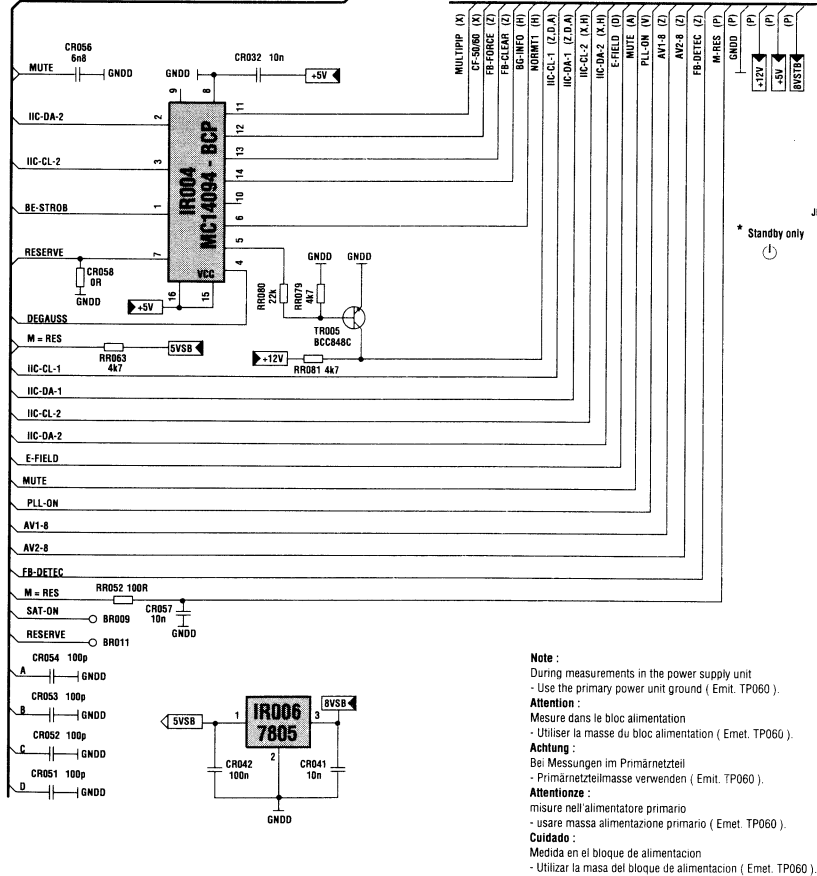 MULTIPIP (X)
CF-50/60 (X)
FB-FORCE (Z)
FB-CLEAR (Z)
BG-INFO (H)
NORMT1 (H)
IIC-CL-1 (Z,D,A)
IIC-DA-1 (Z,D,A)
IIC-CL-2 (X,H)
IIC-DA-2 (X,H)
E-FIELD (D)
MUTE (A)
PLL-ON (V)
AV1-8 (Z)
AV2-8 (Z)
FB-DETEC (Z)
M-RES (P)
GNDD (P)
+12V (P)
+5V (P)
8VSTB (P)
CR056
6n8
MUTE
GNDD
GNDD
CR032 10n
+5V
9
8
IIC-DA-2
2
11
12
IIC-CL-2
3
13
14
IR004
MC14094 - BCP
BE-STROB
1
10
6
RESERVE
7
5
4
VCC
CR058
0R
GNDD
16
15
+5V
RR080
22k
RR079
4k7
GNDD
GNDD
TR005
BCC848C
DEGAUSS
M = RES
RR063
4k7
5VSB
+12V
RR081 4k7
* Standby only
IIC-CL-1
IIC-DA-1
IIC-CL-2
IIC-DA-2
E-FIELD
MUTE
PLL-ON
AV1-8
AV2-8
FB-DETEC
M = RES
RR052 100R
CR057
10n
GNDD
SAT-ON
BR009
RESERVE
BR011
CR054 100p
A
GNDD
CR053 100p
B
GNDD
CR052 100p
C
GNDD
CR051 100p
D
GNDD
5VSB
1
IR006
7805
3
8VSB
2
CR042
100n
CR041
10n
GNDD
Note :
During measurements in the power supply unit
- Use the primary power unit ground ( Emit. TP060 ).
Attention :
Mesure dans le bloc alimentation
- Utiliser la masse du bloc alimentation ( Emet. TP060 ).
Achtung :
Bei Messungen im Primärnetzteil
- Primärnetzteilmasse verwenden ( Emit. TP060 ).
Attentionze :
misure nell'alimentatore primario
- usare massa alimentazione primario ( Emet. TP060 ).
Cuidado :
Medida en el bloque de alimentacion
- Utilizar la masa del bloque de alimentacion ( Emet. TP060 ).